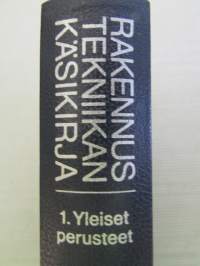 RAKENNUS
TEKNIIKAN
KÄSIKIRJA
1. Yleiset
perusteet